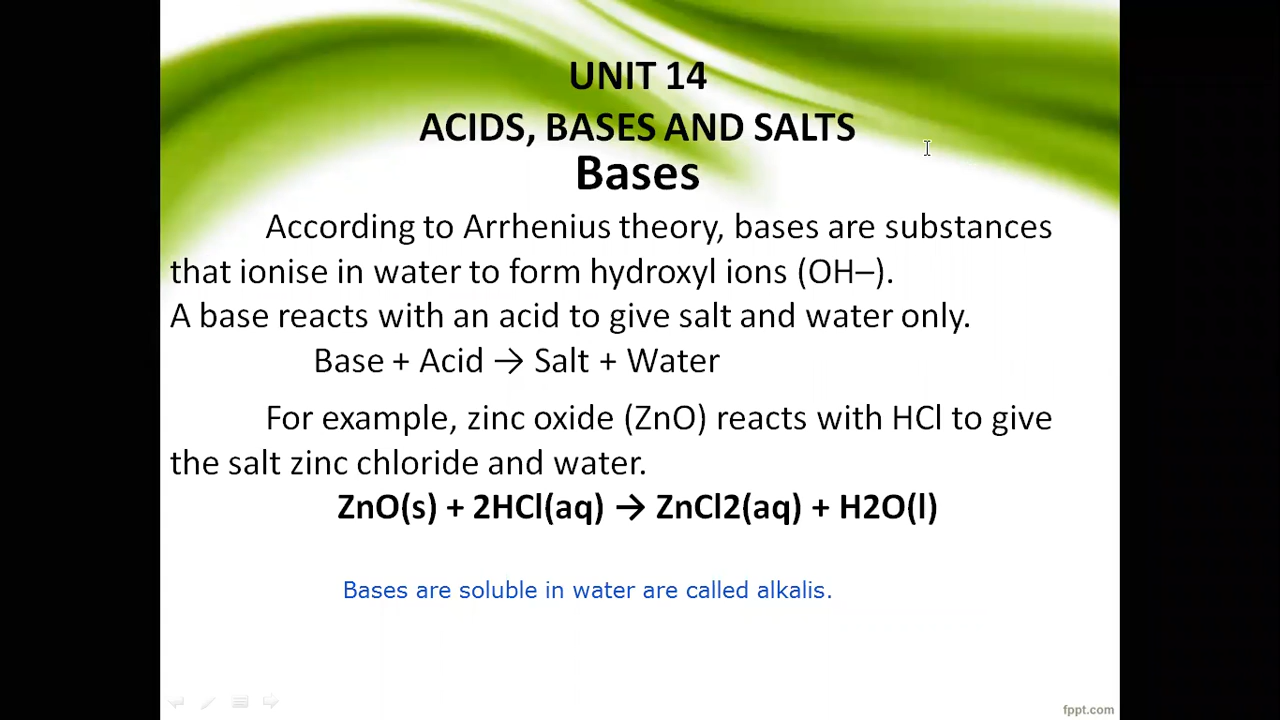 UNIT 14
ACIDS, BASES AND SALTS
Bases
According to Arrhenius theory, bases are substances
that ionise in water to form hydroxyl ions (OH–).
A base reacts with an acid to give salt and water only.
Base + Acid → Salt + Water
For example, zinc oxide (ZnO) reacts with HCl to give
the salt zinc chloride and water.
ZnO(s) + 2HCl(aq) → ZnCl2(aq) + H2O(l)
Bases are soluble in water are called alkalis.
fppt.com